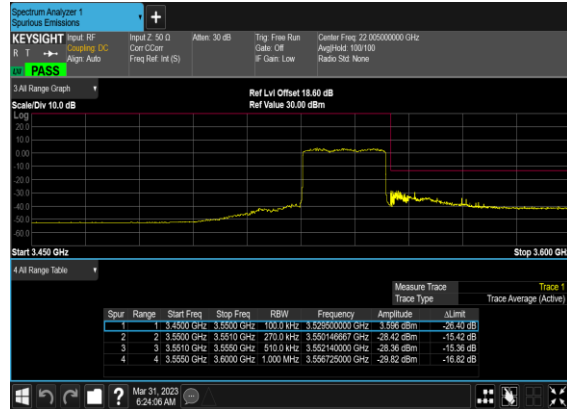 Spectrum Analyzer 1
Spurious Emissions
KEYSIGHT Input: RF Input Z: 50 Ω Atten: 30 dB Trig: Free Run Center Freq: 22.005000000 GHz
R T Coupling: DC Corr CCorr Gate: Off Avg|Hold: 100/100
Align: Auto Freq Ref: Int (S) IF Gain: Low Radio Std: None
PASS
3 All Range Graph
Ref Lvl Offset 18.60 dB
Scale/Div 10.0 dB Ref Value 30.00 dBm
Log
20.0
10.0
0.00
-10.0
-20.0
-30.0
-40.0
-50.0
-60.0
Start 3.450 GHz Stop 3.600 GH
4 All Range Table
Measure Trace Trace 1
Trace Type Trace Average (Active)
Spur Range Start Freq Stop Freq RBW Frequency Amplitude ΔLimit
1 1 3.4500 GHz 3.5500 GHz 100.0 kHz 3.529500000 GHz 3.596 dBm -26.40 dB
2 2 3.5500 GHz 3.5510 GHz 270.0 kHz 3.550146667 GHz -28.42 dBm -15.42 dB
3 3 3.5510 GHz 3.5550 GHz 510.0 kHz 3.552140000 GHz -28.36 dBm -15.36 dB
4 4 3.5550 GHz 3.6000 GHz 1.000 MHz 3.556725000 GHz -29.82 dBm -16.82 dB
? Mar 31, 2023
6:24:06 AM